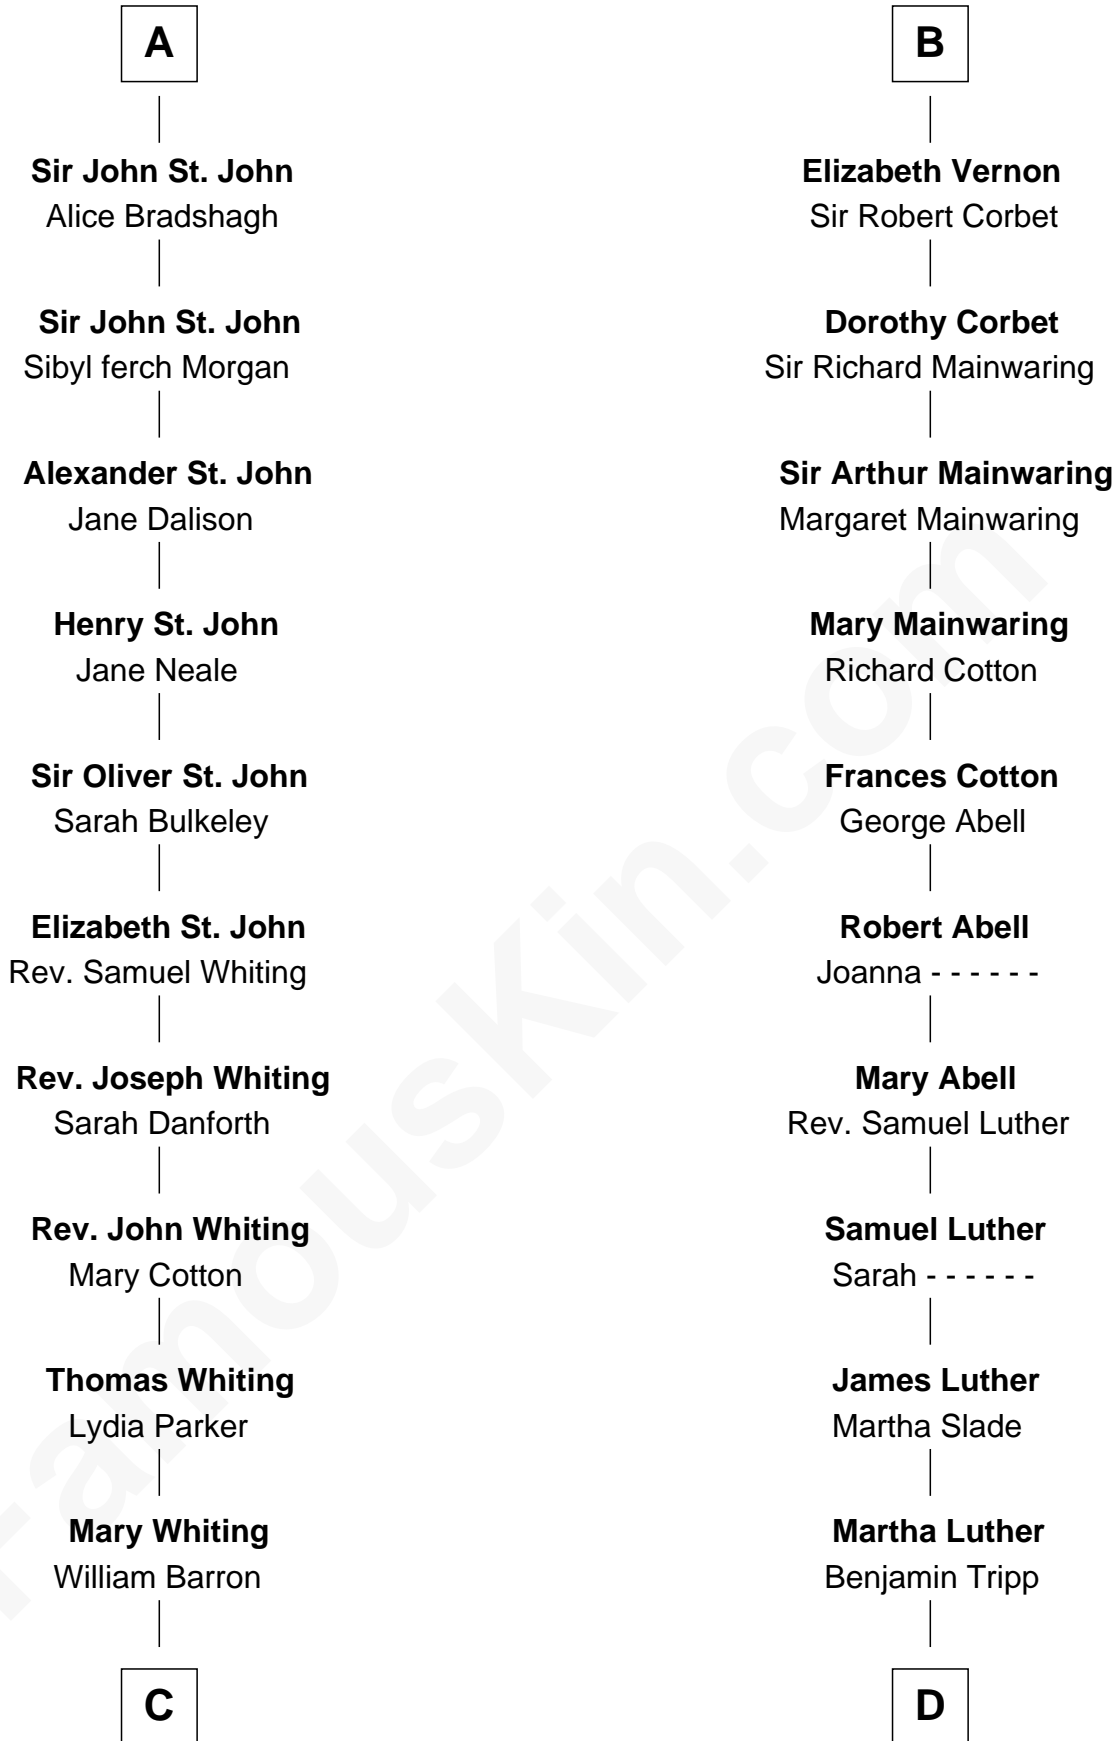 A
Sir John St. John
Alice Bradshagh
Sir John St. John
Sibyl ferch Morgan
Alexander St. John
Jane Dalison
Henry St. John
Jane Neale
Sir Oliver St. John
Sarah Bulkeley
Elizabeth St. John
Rev. Samuel Whiting
Rev. Joseph Whiting
Sarah Danforth
Rev. John Whiting
Mary Cotton
Thomas Whiting
Lydia Parker
Mary Whiting
William Barron
C
B
Elizabeth Vernon
Sir Robert Corbet
Dorothy Corbet
Sir Richard Mainwaring
Sir Arthur Mainwaring
Margaret Mainwaring
Mary Mainwaring
Richard Cotton
Frances Cotton
George Abell
Robert Abell
Joanna - - - - - -
Mary Abell
Rev. Samuel Luther
Samuel Luther
Sarah - - - - - -
James Luther
Martha Slade
Martha Luther
Benjamin Tripp
D
FamousKin.com